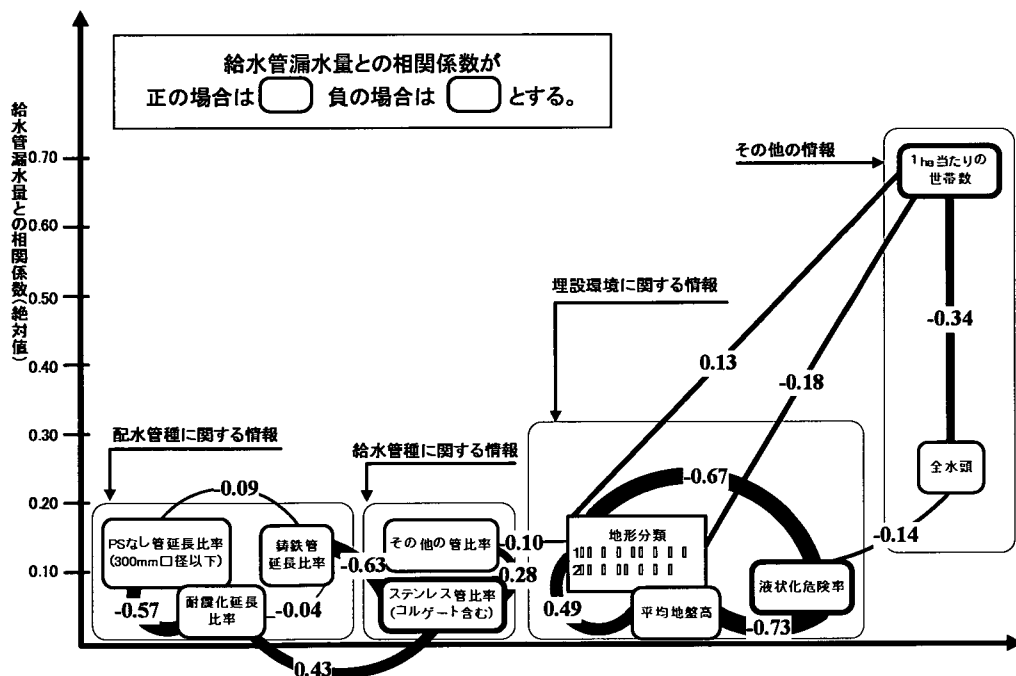 給水管漏水量との相関係数が
正の場合は 負の場合は とする。
給水管漏水量との相関係数(絶対値)
0.70
0.60
0.50
0.40
0.30
0.20
0.10
その他の情報
1ha当たりの
世帯数
-0.34
全水頭
-0.14
埋設環境に関する情報
0.13
-0.18
-0.67
地形分類
1
2
0.49
平均地盤高
-0.73
液状化危険率
配水管種に関する情報
-0.09
PSなし管延長比率
(300mm口径以下)
鋳鉄管
延長比率
-0.57
耐震化延長
比率
-0.04
-0.63
0.43
給水管種に関する情報
その他の管比率
-0.10
0.28
ステンレス管比率
(コルゲート含む)